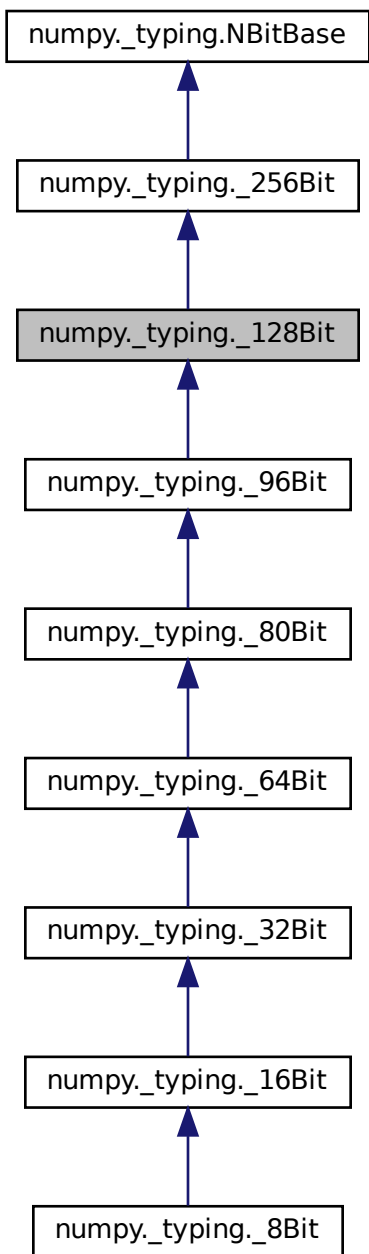 numpy._typing.NBitBase
numpy._typing._256Bit
numpy._typing._128Bit
numpy._typing._96Bit
numpy._typing._80Bit
numpy._typing._64Bit
numpy._typing._32Bit
numpy._typing._16Bit
numpy._typing._8Bit